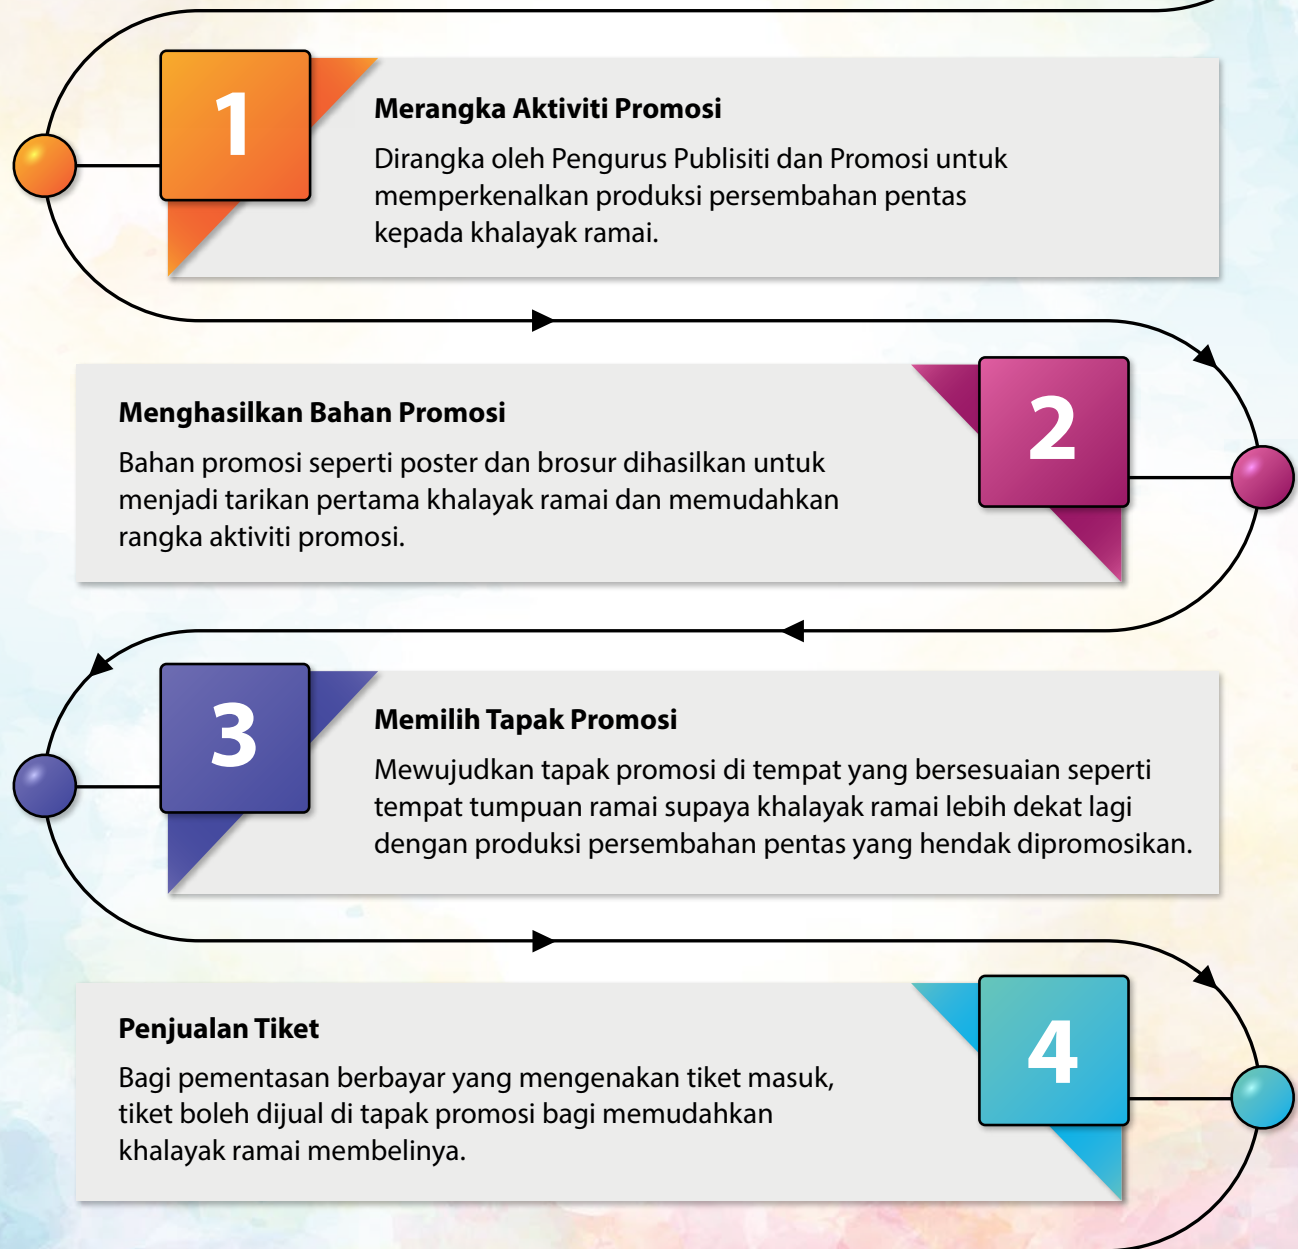 1
Merangka Aktiviti Promosi
Dirangka oleh Pengurus Publisiti dan Promosi untuk
memperkenalkan produksi persembahan pentas
kepada khalayak ramai.
2
Menghasilkan Bahan Promosi
Bahan promosi seperti poster dan brosur dihasilkan untuk
menjadi tarikan pertama khalayak ramai dan memudahkan
rangka aktiviti promosi.
3
Memilih Tapak Promosi
Mewujudkan tapak promosi di tempat yang bersesuaian seperti
tempat tumpuan ramai supaya khalayak ramai lebih dekat lagi
dengan produksi persembahan pentas yang hendak dipromosikan.
4
Penjualan Tiket
Bagi pementasan berbayar yang mengenakan tiket masuk,
tiket boleh dijual di tapak promosi bagi memudahkan
khalayak ramai membelinya.